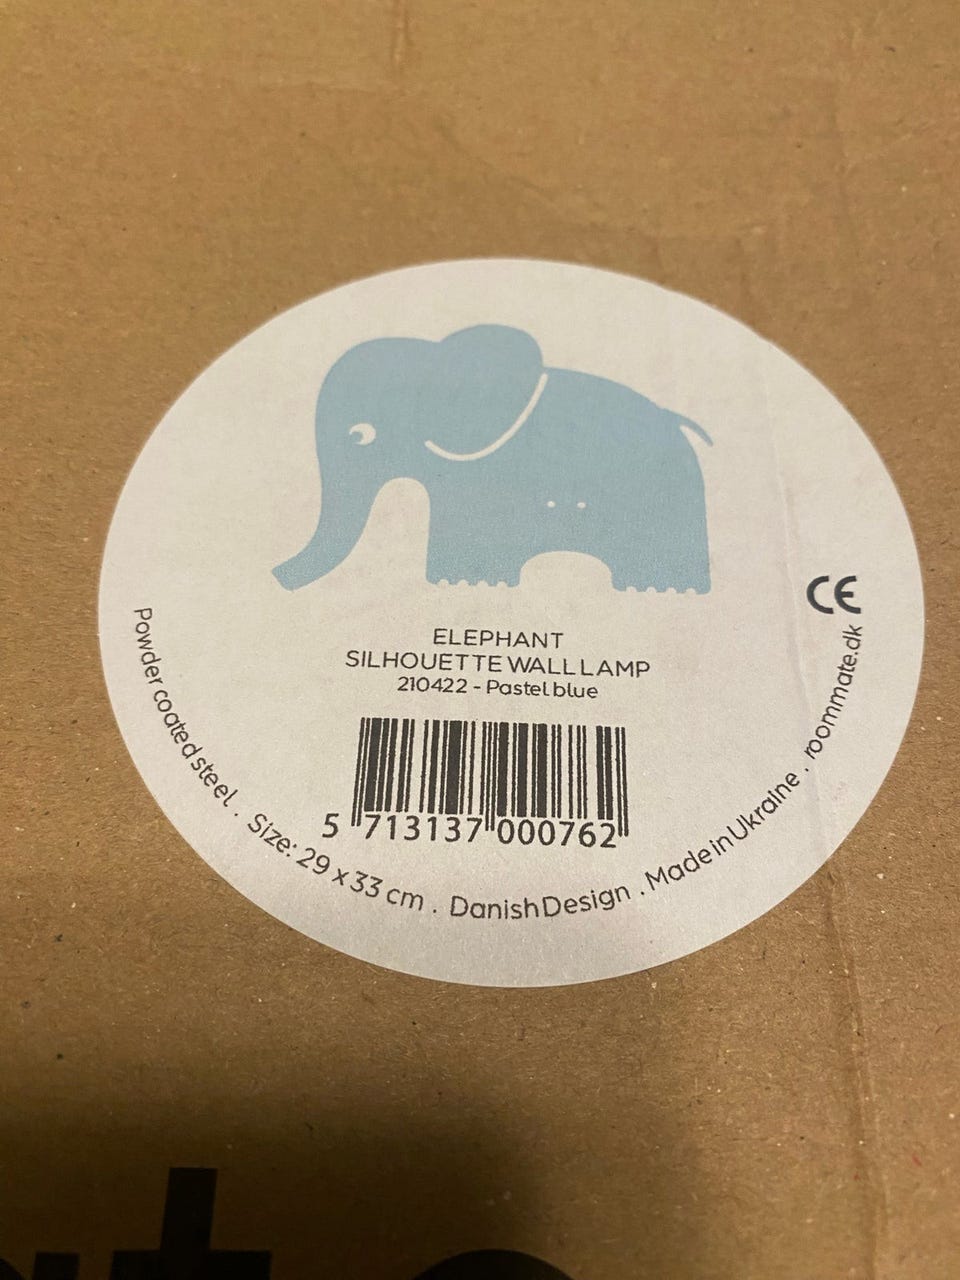 ELEPHANT
SILHOUETTE WALL LAMP
210422 - Pastel blue
5 713137 000762
CE
Powder coated steel . Size: 29 x 33 cm . Danish Design . Made in Ukraine . roommate.dk